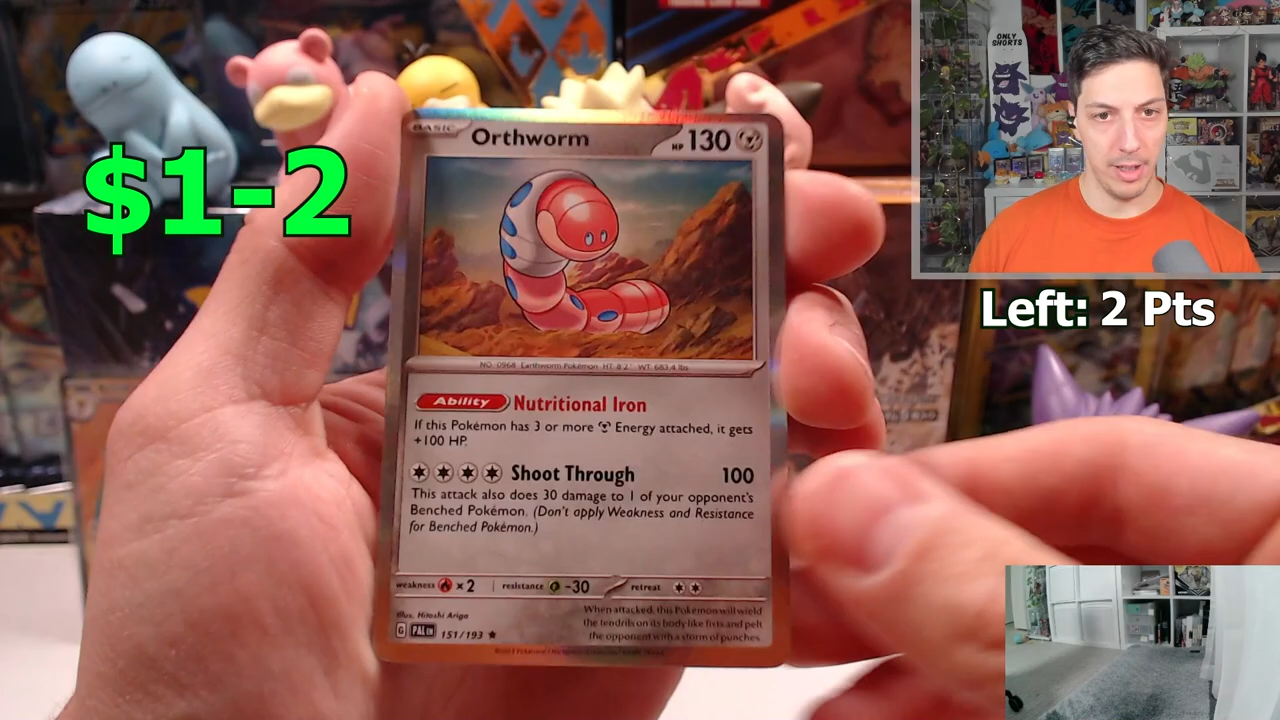 ONLY
SHORTS
$1-2
Left: 2 Pts
BASIC Orthworm HP 130
NO. 0968 Earthworm Pokémon HT: 8'2" WT: 683.4 lbs
Ability Nutritional Iron
If this Pokémon has 3 or more Energy attached, it gets
+100 HP.
Shoot Through 100
This attack also does 30 damage to 1 of your opponent's
Benched Pokémon. (Don't apply Weakness and Resistance
for Benched Pokémon.)
weakness ×2 resistance -30 retreat
Illus. Hitoshi Ariga
When attacked, this Pokémon will wield
the tendrils on its body like fists and pelt
the opponent with a storm of punches.
G PAL EN 151/193 ★